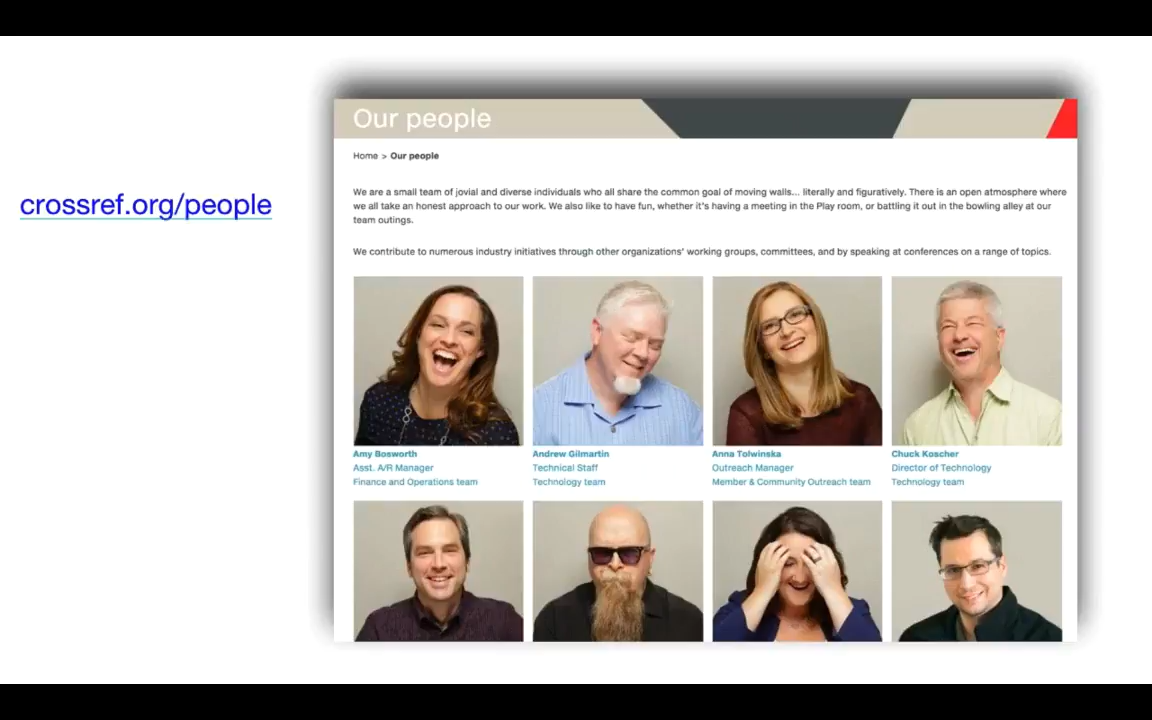 crossref.org/people
Our people
Home > Our people
We are a small team of jovial and diverse individuals who all share the common goal of moving walls... literally and figuratively. There is an open atmosphere where
we all take an honest approach to our work. We also like to have fun, whether it's having a meeting in the Play room, or battling it out in the bowling alley at our
team outings.
We contribute to numerous industry initiatives through other organizations' working groups, committees, and by speaking at conferences on a range of topics.
Amy Bosworth
Asst. A/R Manager
Finance and Operations team
Andrew Gilmartin
Technical Staff
Technology team
Anna Tolwinska
Outreach Manager
Member & Community Outreach team
Chuck Koscher
Director of Technology
Technology team